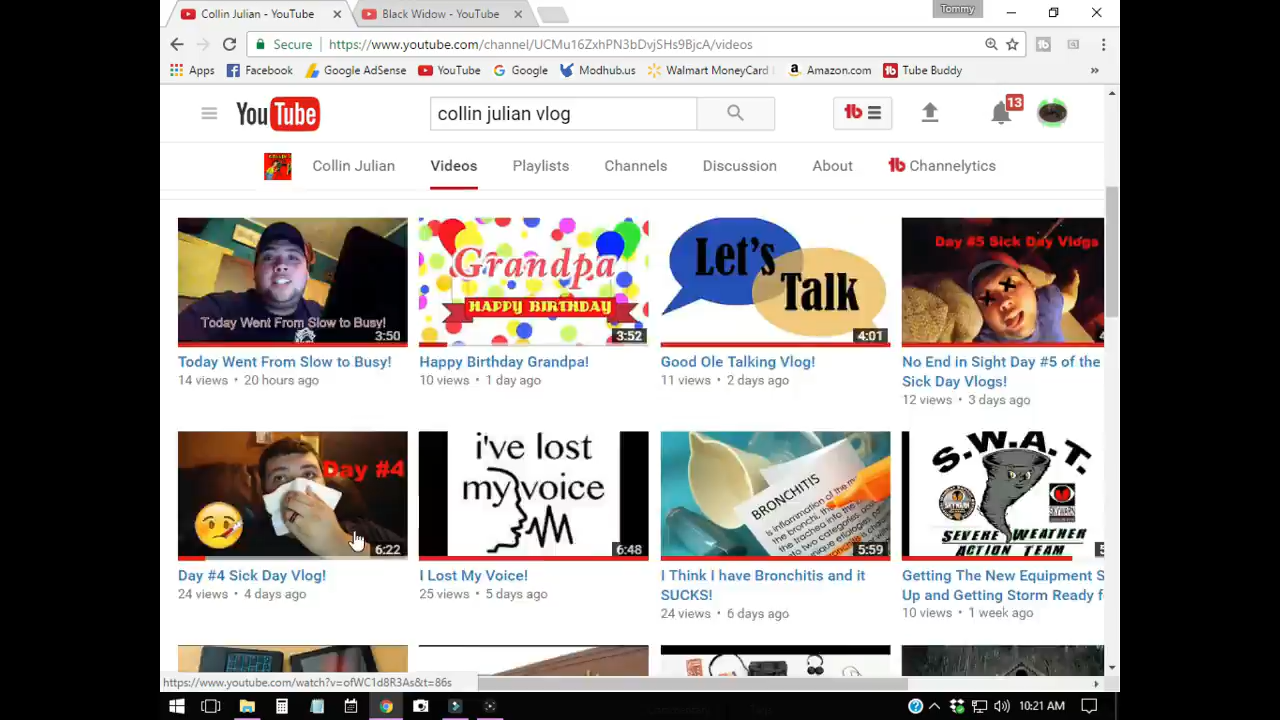 Collin Julian - YouTube
Black Widow - YouTube
Tommy
Secure
https://www.youtube.com/channel/UCMu16ZxhPN3bDvjSHs9BjcA/videos
Apps
Facebook
Google AdSense
YouTube
Google
Modhub.us
Walmart MoneyCard
Amazon.com
Tube Buddy
»
YouTube
collin julian vlog
tb
13
Collin Julian
Videos
Playlists
Channels
Discussion
About
tb Channelytics
Today Went From Slow to Busy!
3:50
Grandpa
HAPPY BIRTHDAY
3:52
Let's
Talk
4:01
Day #5 Sick Day Vlogs
Today Went From Slow to Busy!
14 views • 20 hours ago
Happy Birthday Grandpa!
10 views • 1 day ago
Good Ole Talking Vlog!
11 views • 2 days ago
No End in Sight Day #5 of the
Sick Day Vlogs!
12 views • 3 days ago
Day #4
6:22
i've lost
my voice
6:48
BRONCHITIS
5:59
S.W.A.T.
SEVERE WEATHER
ACTION TEAM
Day #4 Sick Day Vlog!
24 views • 4 days ago
I Lost My Voice!
25 views • 5 days ago
I Think I have Bronchitis and it
SUCKS!
24 views • 6 days ago
Getting The New Equipment S
Up and Getting Storm Ready f
10 views • 1 week ago
https://www.youtube.com/watch?v=ofWC1d8R3As&t=86s
10:21 AM